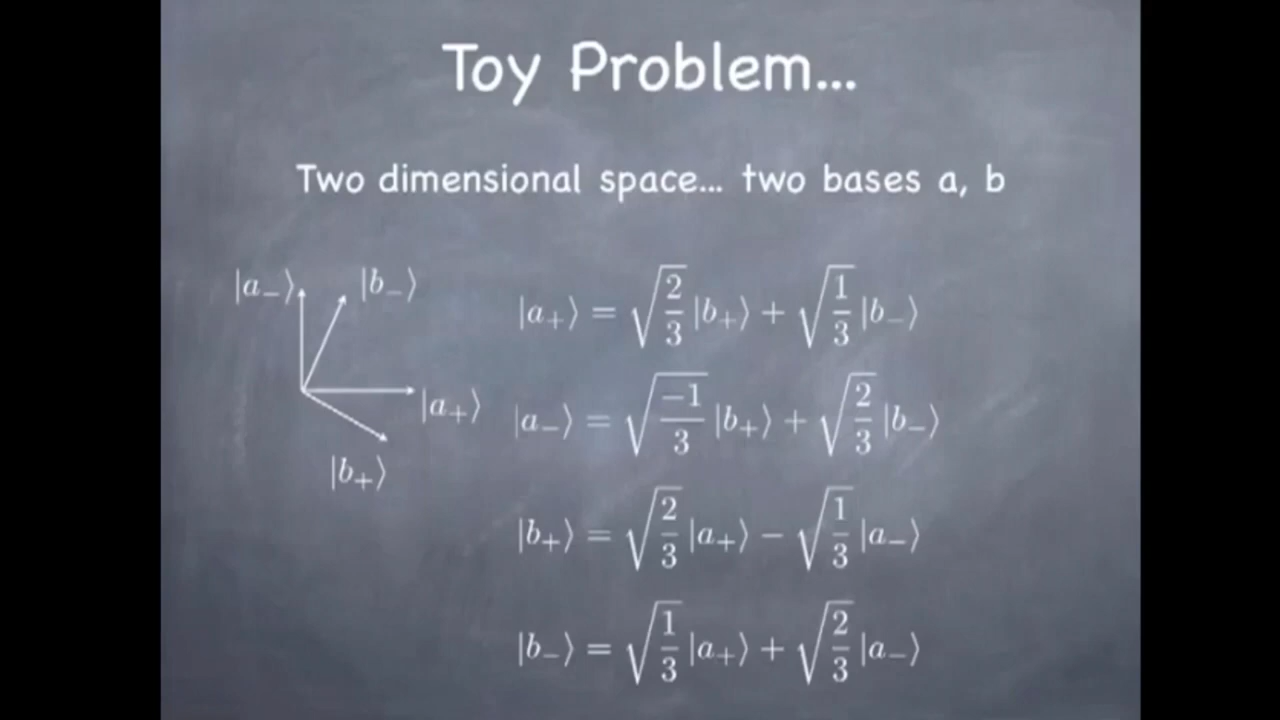 Toy Problem...
Two dimensional space... two bases a, b
|a₋⟩
|b₋⟩
|a₊⟩
|b₊⟩
|a₊⟩ = √(2/3) |b₊⟩ + √(1/3) |b₋⟩
|a₋⟩ = √(−1/3) |b₊⟩ + √(2/3) |b₋⟩
|b₊⟩ = √(2/3) |a₊⟩ − √(1/3) |a₋⟩
|b₋⟩ = √(1/3) |a₊⟩ + √(2/3) |a₋⟩